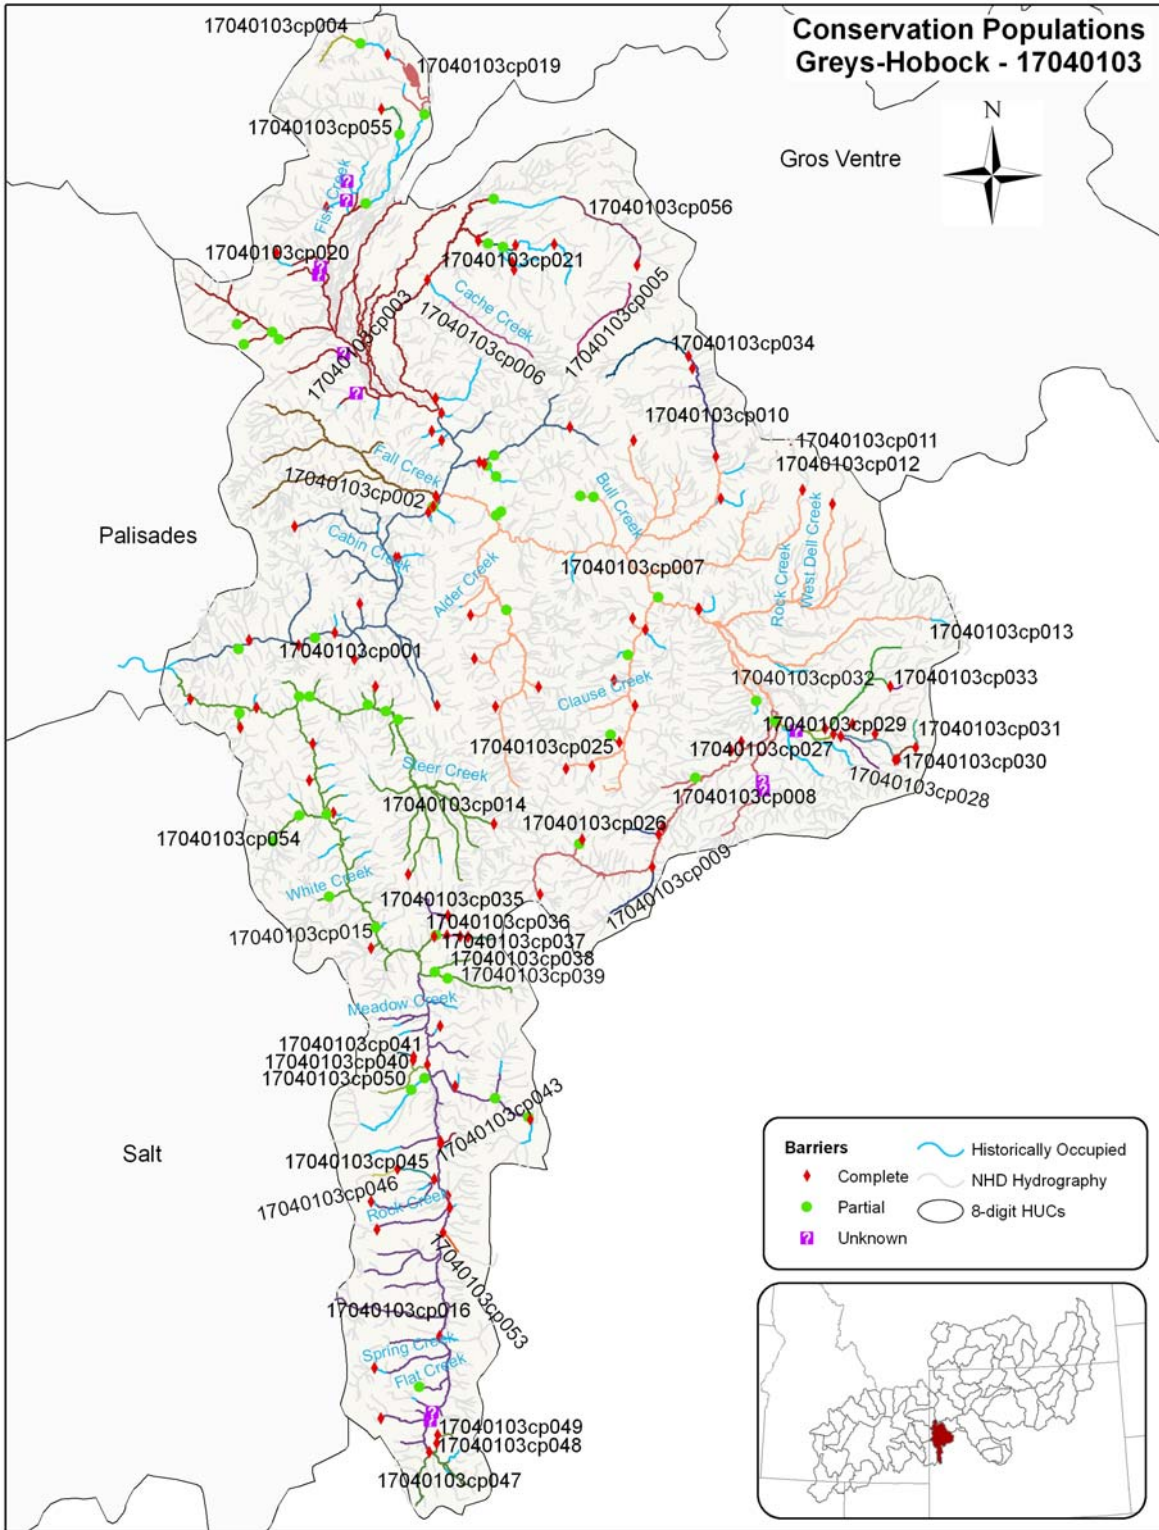 Conservation Populations
Greys-Hobock - 17040103
17040103cp004
17040103cp019
N
17040103cp055
Gros Ventre
Fish Creek
17040103cp056
17040103cp020
17040103cp021
17040103cp005
Cache Creek
17040103cp003
17040103cp006
17040103cp034
17040103cp010
17040103cp011
17040103cp012
Fall Creek
17040103cp002
Bull Creek
Palisades
Cabin Creek
Rock Creek
West Dell Creek
17040103cp007
Alder Creek
17040103cp013
17040103cp001
17040103cp032
17040103cp033
Clause Creek
17040103cp029
17040103cp031
17040103cp025
17040103cp027
17040103cp030
Steer Creek
17040103cp028
17040103cp014
17040103cp008
17040103cp026
17040103cp054
17040103cp009
White Creek
17040103cp035
17040103cp036
17040103cp015
17040103cp037
17040103cp038
17040103cp039
Meadow Creek
17040103cp041
17040103cp040
17040103cp050
17040103cp043
Salt
17040103cp045
17040103cp046
Rock Creek
17040103cp053
17040103cp016
Spring Creek
Flat Creek
17040103cp049
17040103cp048
17040103cp047
Barriers
Complete
Partial
? Unknown
Historically Occupied
NHD Hydrography
8-digit HUCs